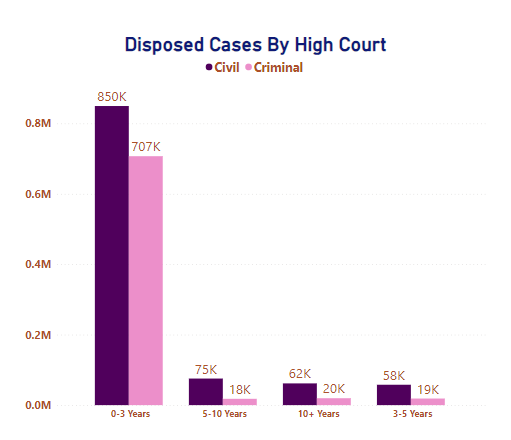 Disposed Cases By High Court
Civil Criminal
850K
0.8M
707K
0.6M
0.4M
0.2M
75K 18K 62K 20K 58K 19K
0.0M
0-3 Years 5-10 Years 10+ Years 3-5 Years